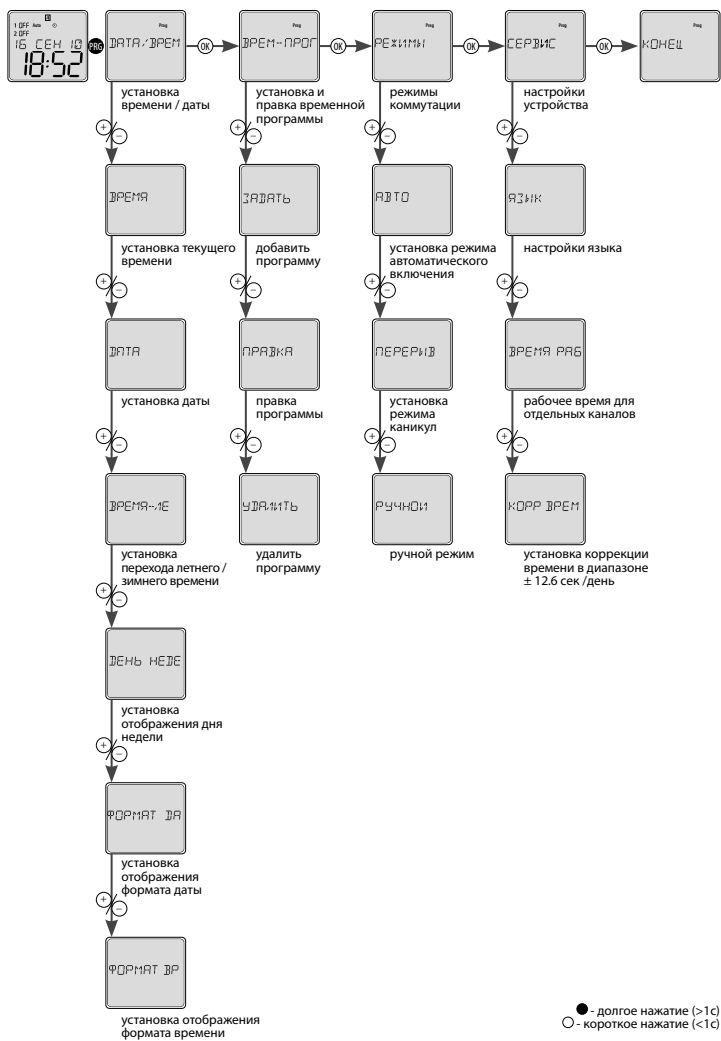 1 OFF Auto
2 OFF
16 СЕН 10
18:52
PRG
Prog
ДАТА/ВРЕМ
OK
Prog
ВРЕМ-ПРОГ
OK
Prog
РЕЖИМЫ
OK
Prog
СЕРВИС
OK
Prog
КОНЕЦ
установка
времени / даты
установка и
правка временной
программы
режимы
коммутации
настройки
устройства
+ −
+ −
+ −
+ −
ВРЕМЯ
ЗАДАТЬ
АВТО
ЯЗЫК
установка текущего
времени
добавить
программу
установка режима
автоматического
включения
настройки языка
+ −
+ −
+ −
+ −
ДАТА
ПРАВКА
ПЕРЕРЫВ
ВРЕМЯ РАБ
установка даты
правка
программы
установка
режима
каникул
рабочее время для
отдельных каналов
+ −
+ −
+ −
+ −
ВРЕМЯ-ЛЕ
УДАЛИТЬ
РУЧНОЙ
КОРР ВРЕМ
установка
перехода летнего /
зимнего времени
удалить
программу
ручной режим
установка коррекции
времени в диапазоне
± 12.6 сек /день
+ −
ДЕНЬ НЕДЕ
установка
отображения дня
недели
+ −
ФОРМАТ ДА
установка
отображения
формата даты
+ −
ФОРМАТ ВР
установка отображения
формата времени
- долгое нажатие (>1с)
- короткое нажатие (<1с)